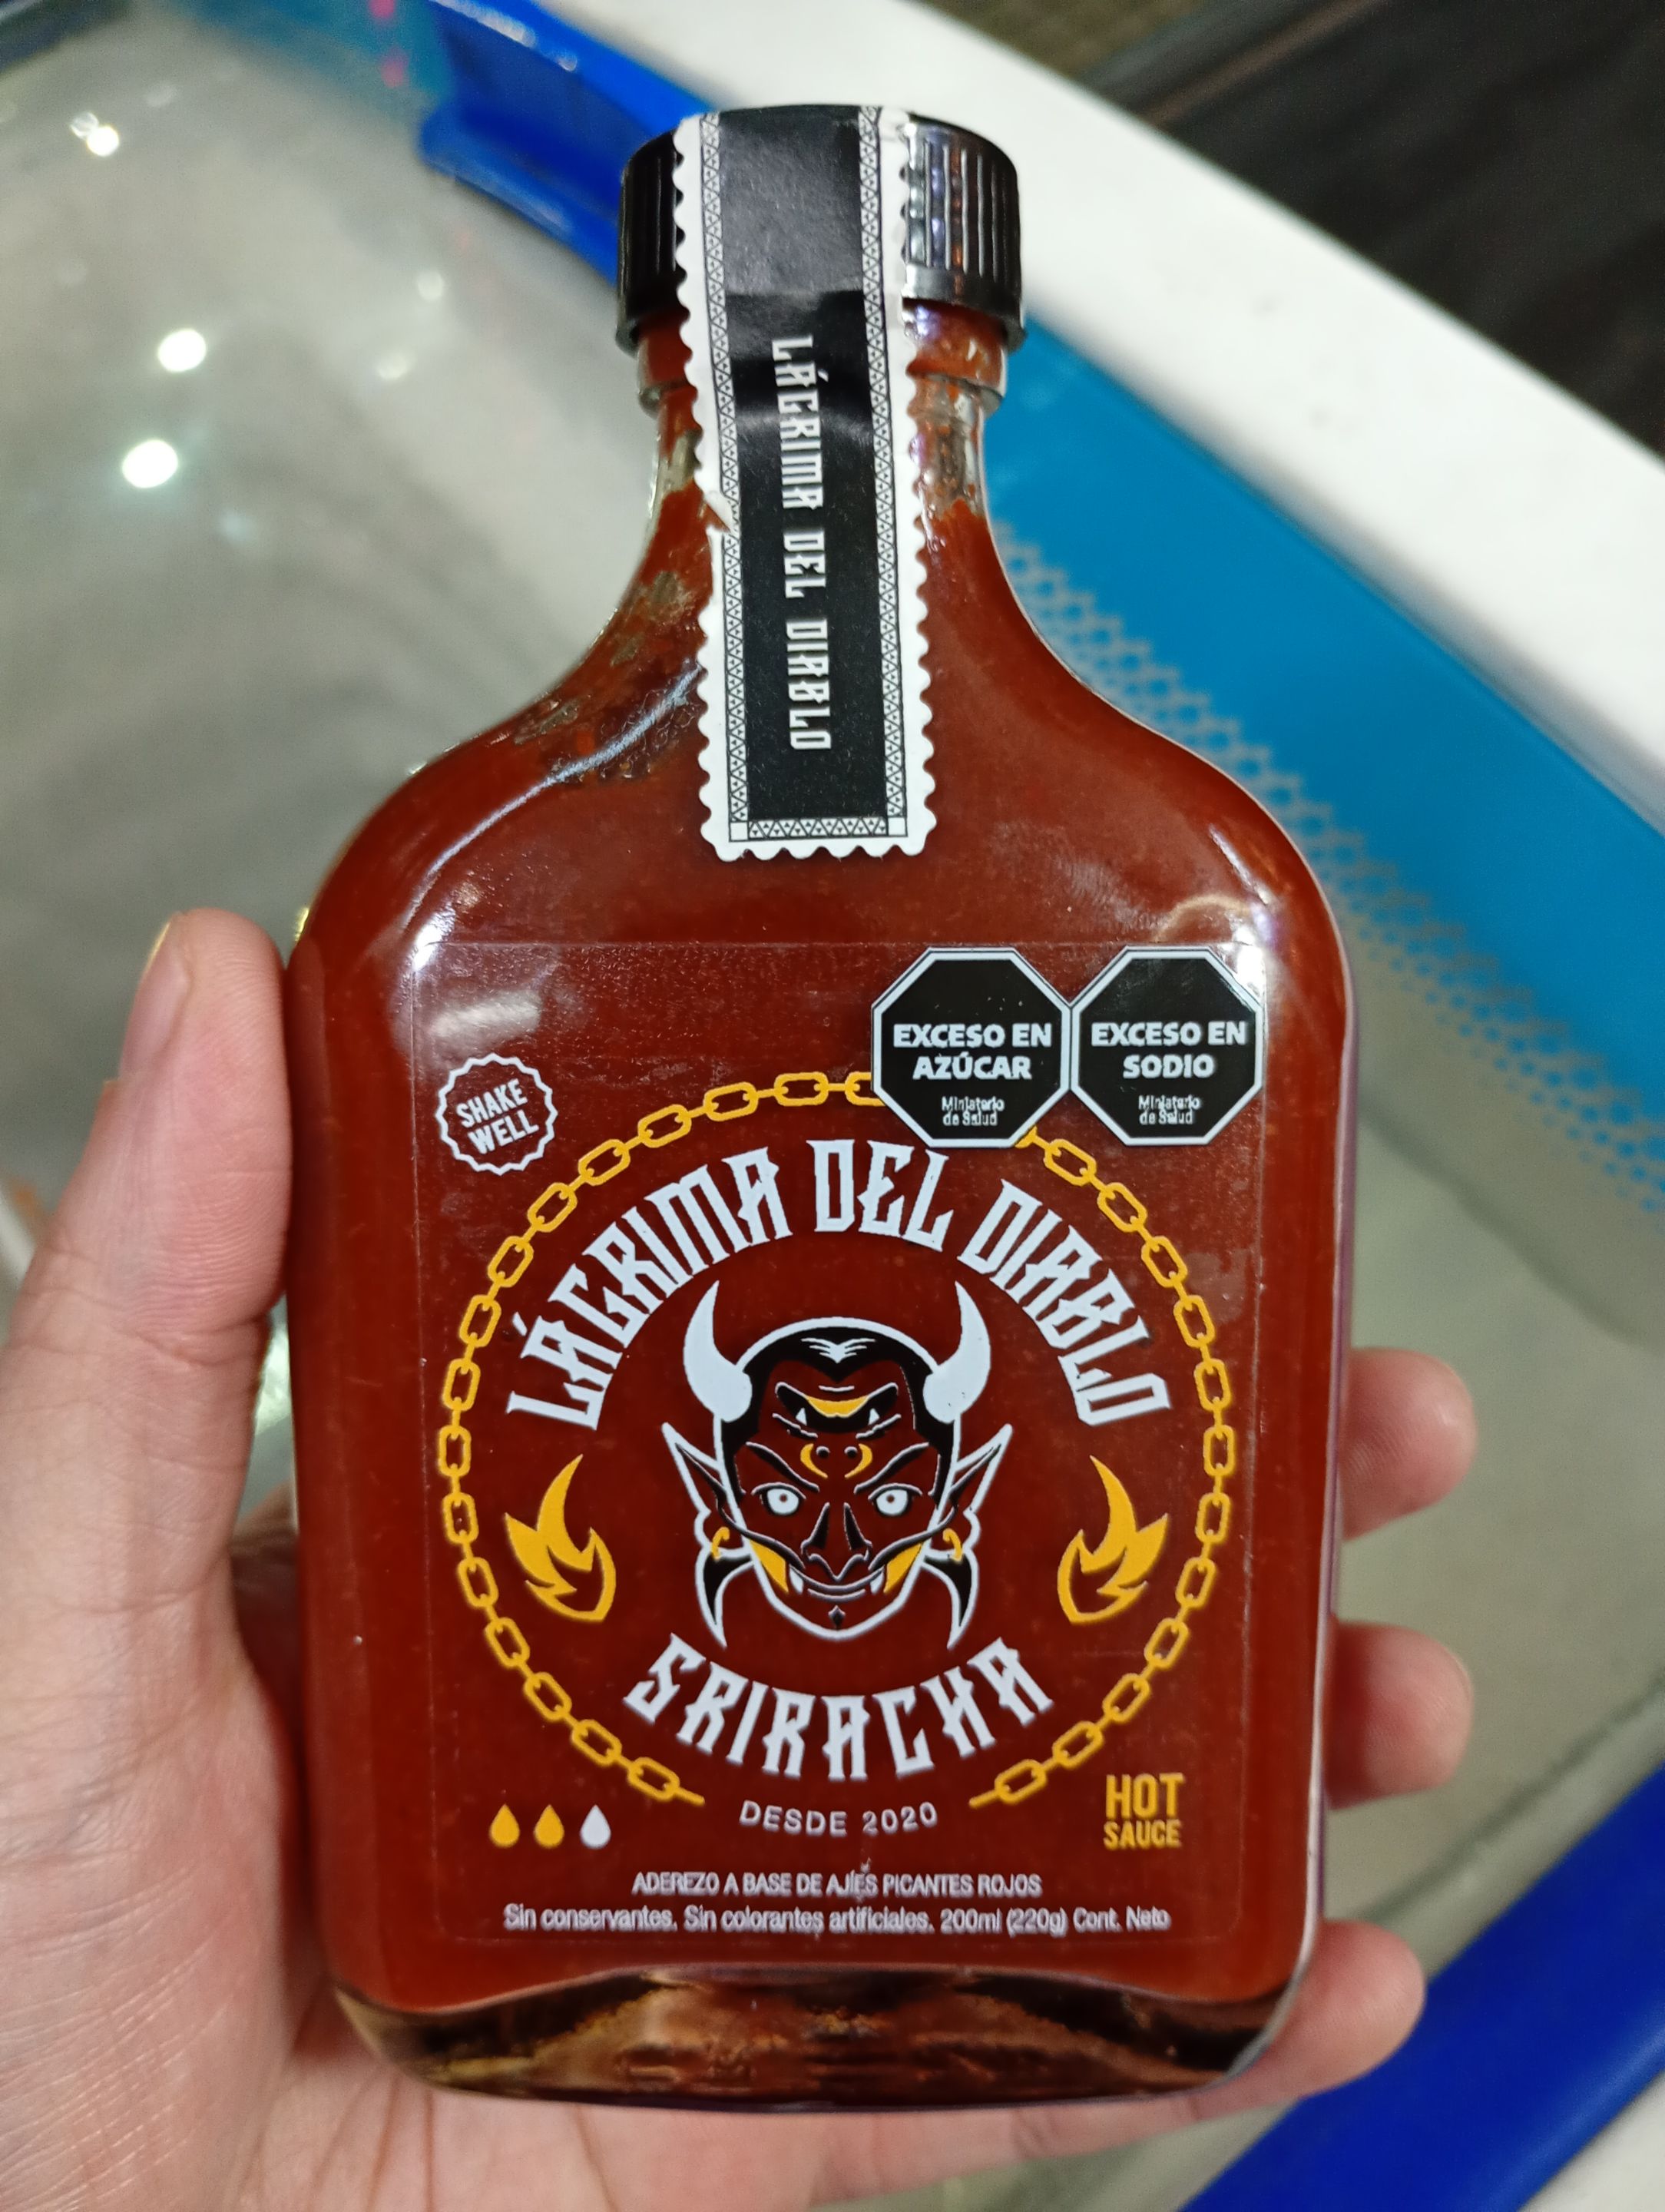 LÁGRIMA DEL DIABLO
EXCESO EN
AZÚCAR
Ministerio
de Salud
EXCESO EN
SODIO
Ministerio
de Salud
SHAKE
WELL
LÁGRIMA DEL DIABLO
SRIRACHA
DESDE 2020
HOT
SAUCE
ADEREZO A BASE DE AJÍES PICANTES ROJOS
Sin conservantes. Sin colorantes artificiales. 200ml (220g) Cont. Neto